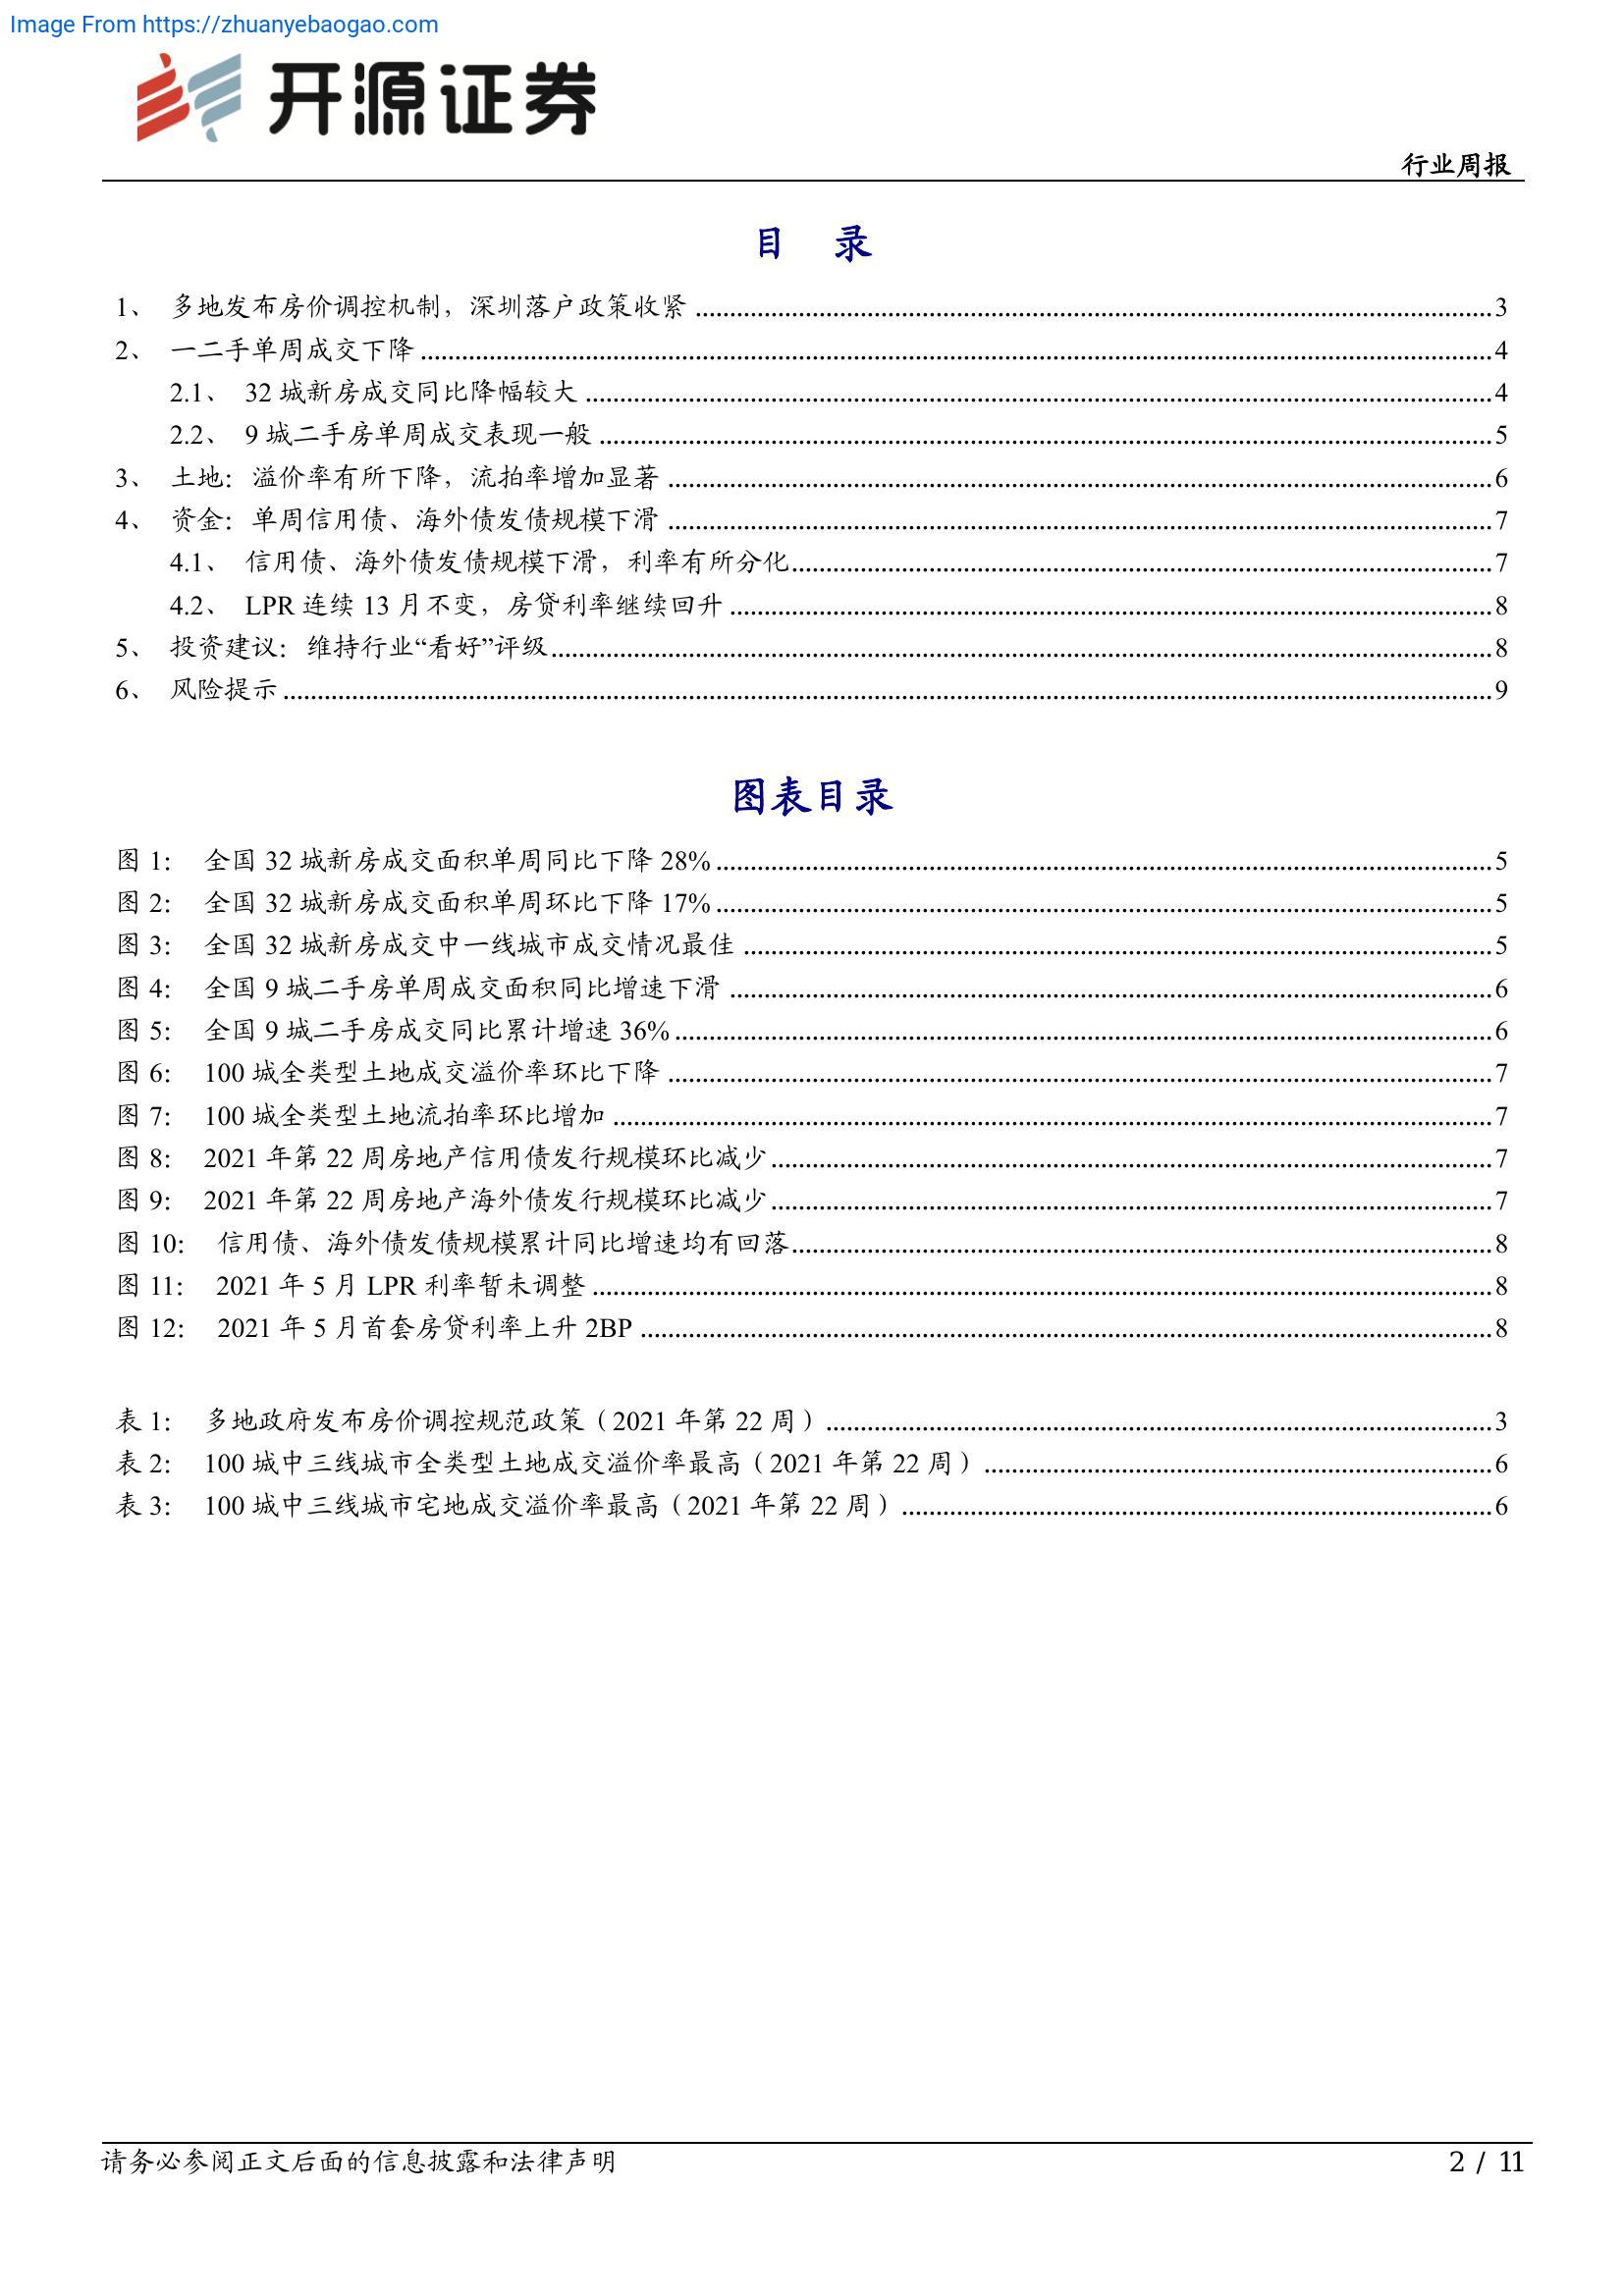 Image From https://zhuanyebaogao.com
开源证券
行业周报
目 录
1、 多地发布房价调控机制，深圳落户政策收紧 ........ 3
2、 一二手单周成交下降 ........ 4
2.1、 32 城新房成交同比降幅较大 ........ 4
2.2、 9 城二手房单周成交表现一般 ........ 5
3、 土地：溢价率有所下降，流拍率增加显著 ........ 6
4、 资金：单周信用债、海外债发债规模下滑 ........ 7
4.1、 信用债、海外债发债规模下滑，利率有所分化 ........ 7
4.2、 LPR 连续 13 月不变，房贷利率继续回升 ........ 8
5、 投资建议：维持行业“看好”评级 ........ 8
6、 风险提示 ........ 9
图表目录
图 1： 全国 32 城新房成交面积单周同比下降 28% ........ 5
图 2： 全国 32 城新房成交面积单周环比下降 17% ........ 5
图 3： 全国 32 城新房成交中一线城市成交情况最佳 ........ 5
图 4： 全国 9 城二手房单周成交面积同比增速下滑 ........ 6
图 5： 全国 9 城二手房成交同比累计增速 36% ........ 6
图 6： 100 城全类型土地成交溢价率环比下降 ........ 7
图 7： 100 城全类型土地流拍率环比增加 ........ 7
图 8： 2021 年第 22 周房地产信用债发行规模环比减少 ........ 7
图 9： 2021 年第 22 周房地产海外债发行规模环比减少 ........ 7
图 10： 信用债、海外债发债规模累计同比增速均有回落 ........ 8
图 11： 2021 年 5 月 LPR 利率暂未调整 ........ 8
图 12： 2021 年 5 月首套房贷利率上升 2BP ........ 8
表 1： 多地政府发布房价调控规范政策（2021 年第 22 周） ........ 3
表 2： 100 城中三线城市全类型土地成交溢价率最高（2021 年第 22 周） ........ 6
表 3： 100 城中三线城市宅地成交溢价率最高（2021 年第 22 周） ........ 6
请务必参阅正文后面的信息披露和法律声明
2 / 11